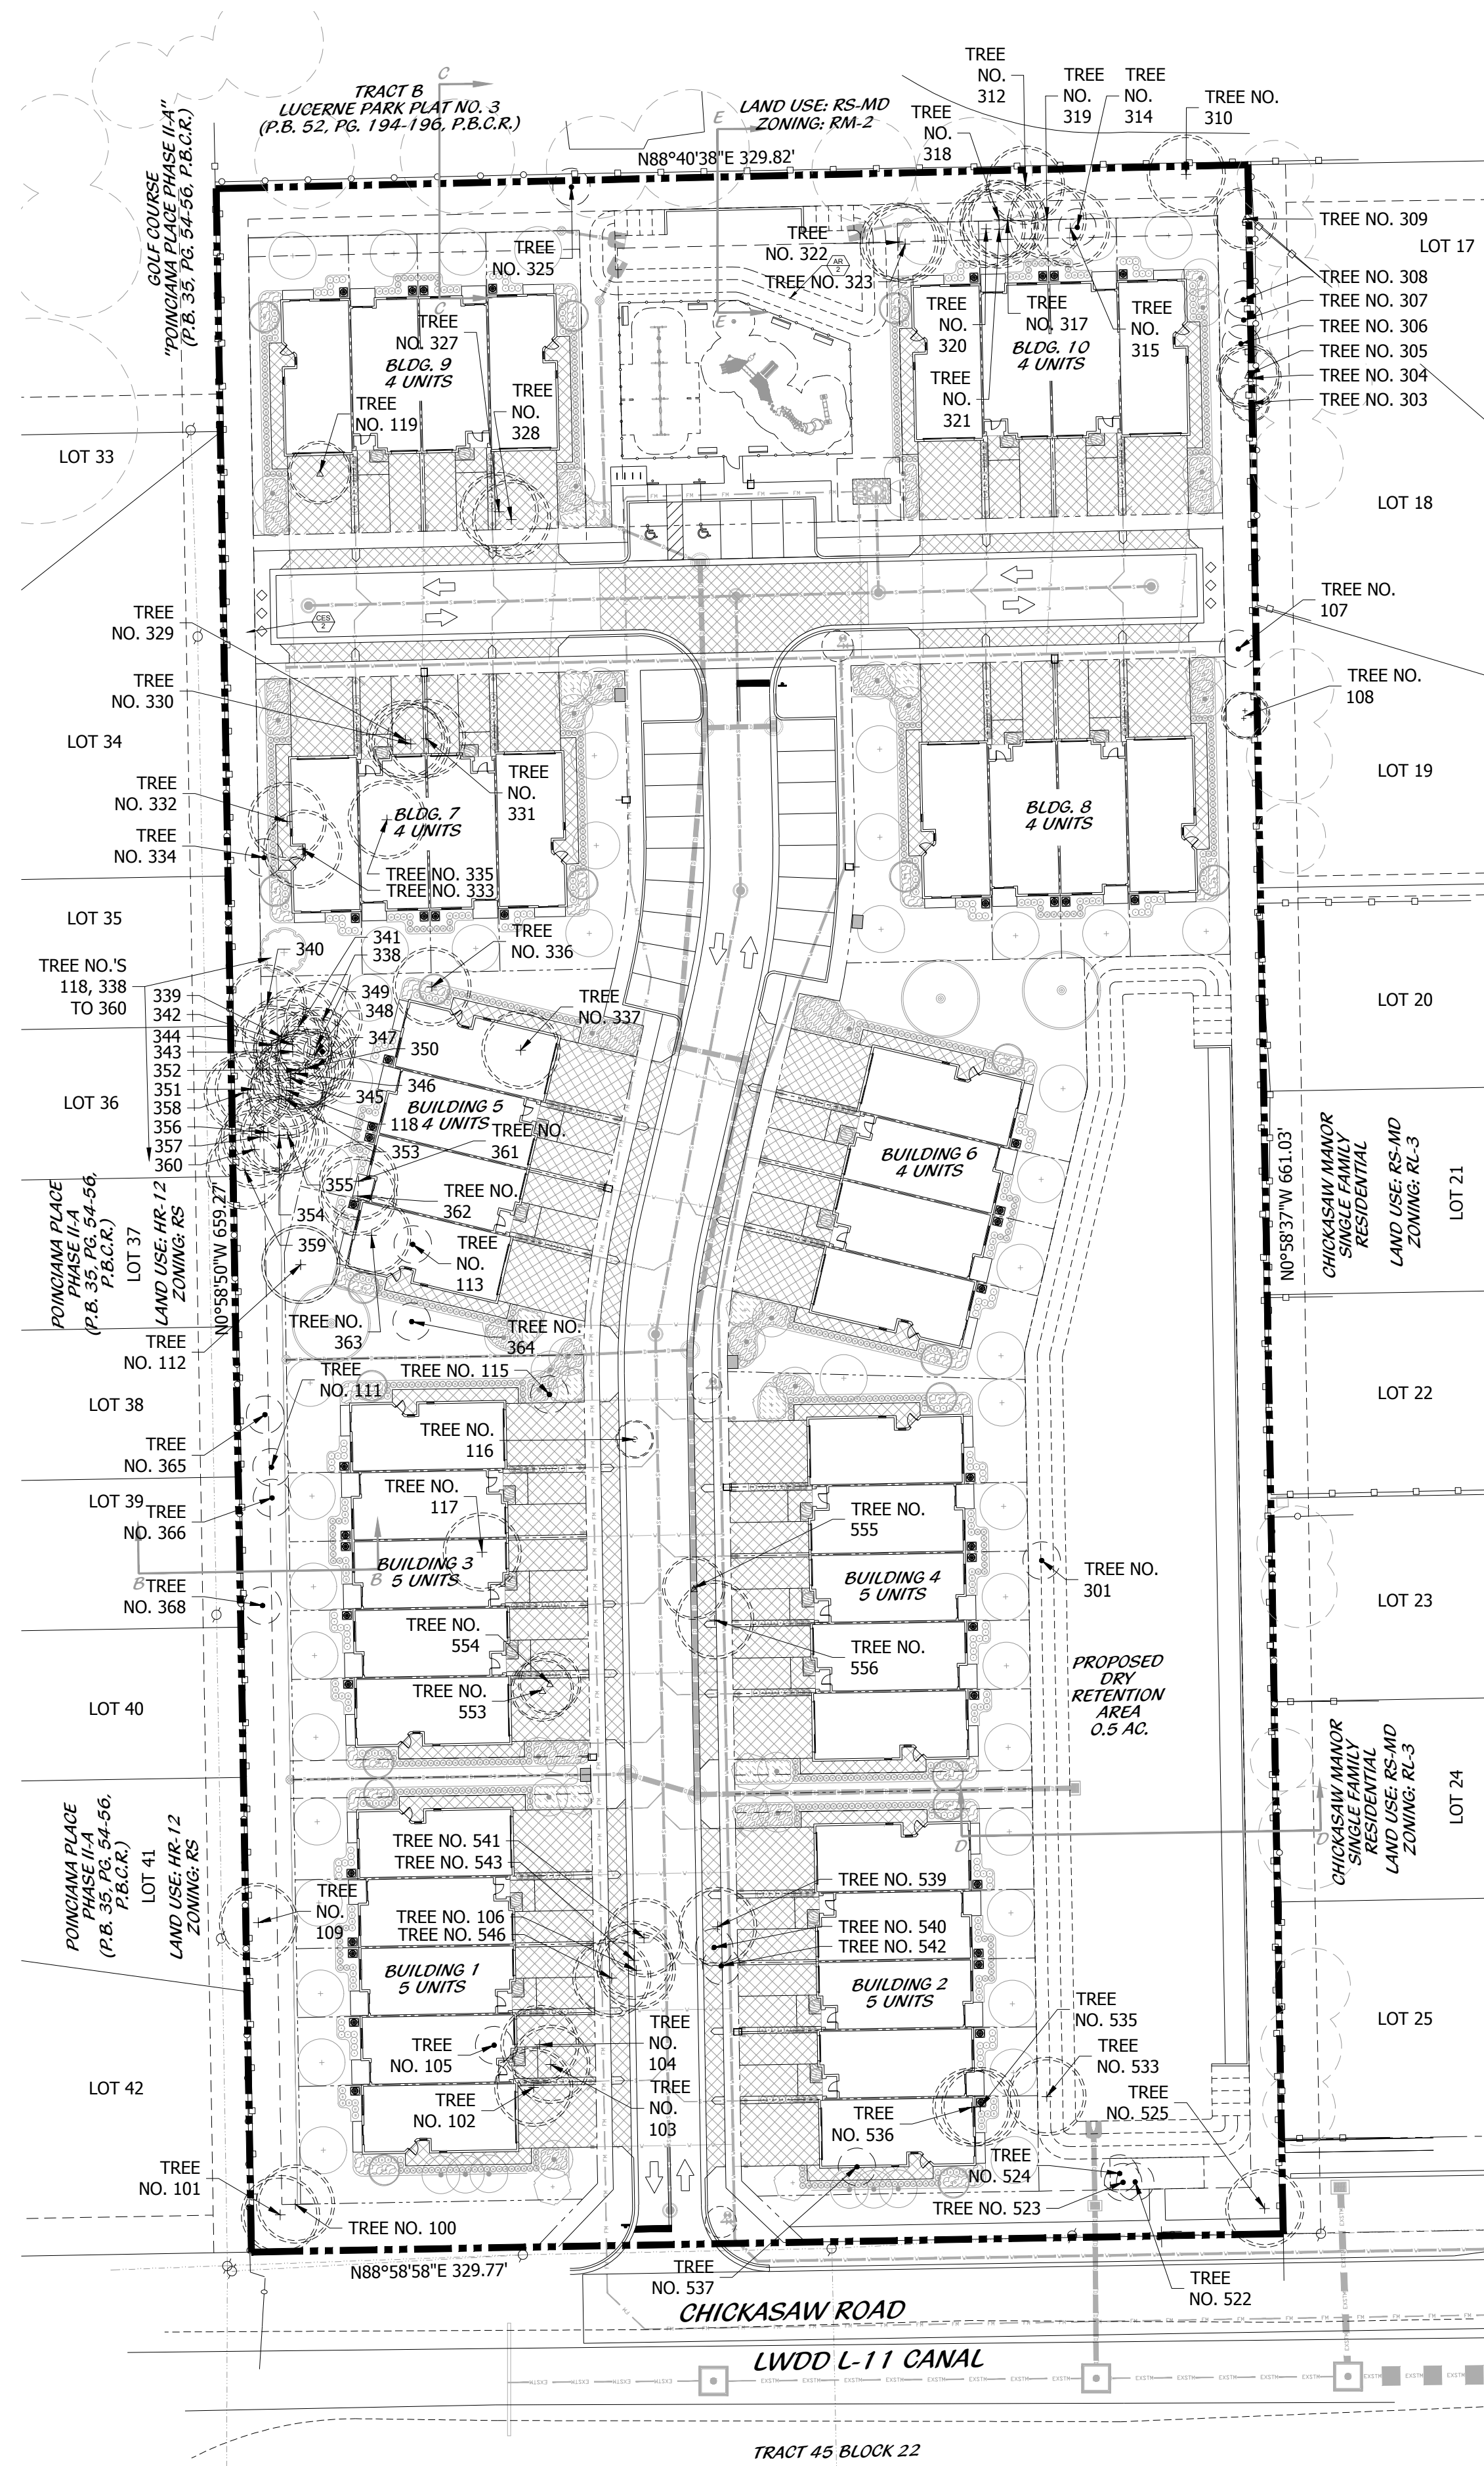 TREE
NO.
312
TREE
NO.
319
TREE
NO.
314
TREE NO.
310
C
TRACT B
LUCERNE PARK PLAT NO. 3
(P.B. 52, PG. 194-196, P.B.C.R.)
LAND USE: RS-MD
ZONING: RM-2
E
TREE
NO.
318
N88°40'38"E 329.82'
GOLF COURSE
"POINCIANA PLACE PHASE II-A"
(P.B. 35, PG. 54-56, P.B.C.R.)
TREE NO. 309
LOT 17
TREE
NO. 325
TREE
NO. 322
TREE NO. 323
AR
2
TREE NO. 308
TREE NO. 307
TREE NO. 306
TREE NO. 305
TREE NO. 304
TREE NO. 303
C
E
TREE
NO. 327
BLDG. 9
4 UNITS
TREE
NO.
320
TREE
NO. 317
TREE
NO.
315
BLDG. 10
4 UNITS
TREE
NO.
321
TREE
NO. 119
TREE
NO.
328
LOT 33
LOT 18
CES
2
TREE
NO. 329
TREE NO.
107
TREE
NO. 330
TREE NO.
108
LOT 34
LOT 19
TREE
NO. 332
TREE
NO.
331
BLDG. 7
4 UNITS
BLDG. 8
4 UNITS
TREE
NO. 334
TREE NO. 335
TREE NO. 333
LOT 35
TREE
NO. 336
341
338
340
TREE NO.'S
118, 338
TO 360
339
342
344
343
352
351
358
356
357
360
349
348
347
350
346
345
118
353
355
354
359
TREE
NO. 337
LOT 20
LOT 36
BUILDING 5
4 UNITS
TREE NO.
361
TREE NO.
362
BUILDING 6
4 UNITS
POINCIANA PLACE
PHASE II-A
(P.B. 35, PG. 54-56,
P.B.C.R.)
LOT 37
LAND USE: HR-12
ZONING: RS
N0°58'50"W 659.27'
N0°58'37"W 661.03'
CHICKASAW MANOR
SINGLE FAMILY
RESIDENTIAL
LAND USE: RS-MD
ZONING: RL-3
LOT 21
TREE
NO.
113
TREE
NO. 112
TREE NO.
363
TREE NO.
364
TREE
NO. 111
TREE NO. 115
LOT 38
LOT 22
TREE
NO. 365
TREE NO.
116
LOT 39
TREE
NO. 366
TREE NO.
117
TREE NO.
555
B
B
BUILDING 3
5 UNITS
BUILDING 4
5 UNITS
TREE NO.
301
TREE
NO. 368
LOT 23
TREE NO.
554
TREE NO.
556
TREE NO.
553
PROPOSED
DRY
RETENTION
AREA
0.5 AC.
LOT 40
CHICKASAW MANOR
SINGLE FAMILY
RESIDENTIAL
LAND USE: RS-MD
ZONING: RL-3
LOT 24
D
D
POINCIANA PLACE
PHASE II-A
(P.B. 35, PG. 54-56,
P.B.C.R.)
LOT 41
LAND USE: HR-12
ZONING: RS
TREE NO. 541
TREE NO. 543
TREE NO. 539
TREE
NO.
109
TREE NO. 106
TREE NO. 546
TREE NO. 540
TREE NO. 542
BUILDING 1
5 UNITS
BUILDING 2
5 UNITS
TREE
NO. 535
LOT 25
TREE
NO. 105
TREE
NO.
104
TREE
NO. 533
LOT 42
TREE
NO. 102
TREE
NO.
103
TREE
NO. 536
TREE
NO. 525
TREE
NO. 101
TREE
NO. 524
TREE NO. 523
TREE NO. 100
N88°58'58"E 329.77'
TREE
NO. 537
TREE
NO. 522
CHICKASAW ROAD
LWDD L-11 CANAL
EXSTM EXSTM EXSTM EXSTM EXSTM EXSTM
TRACT 45 BLOCK 22